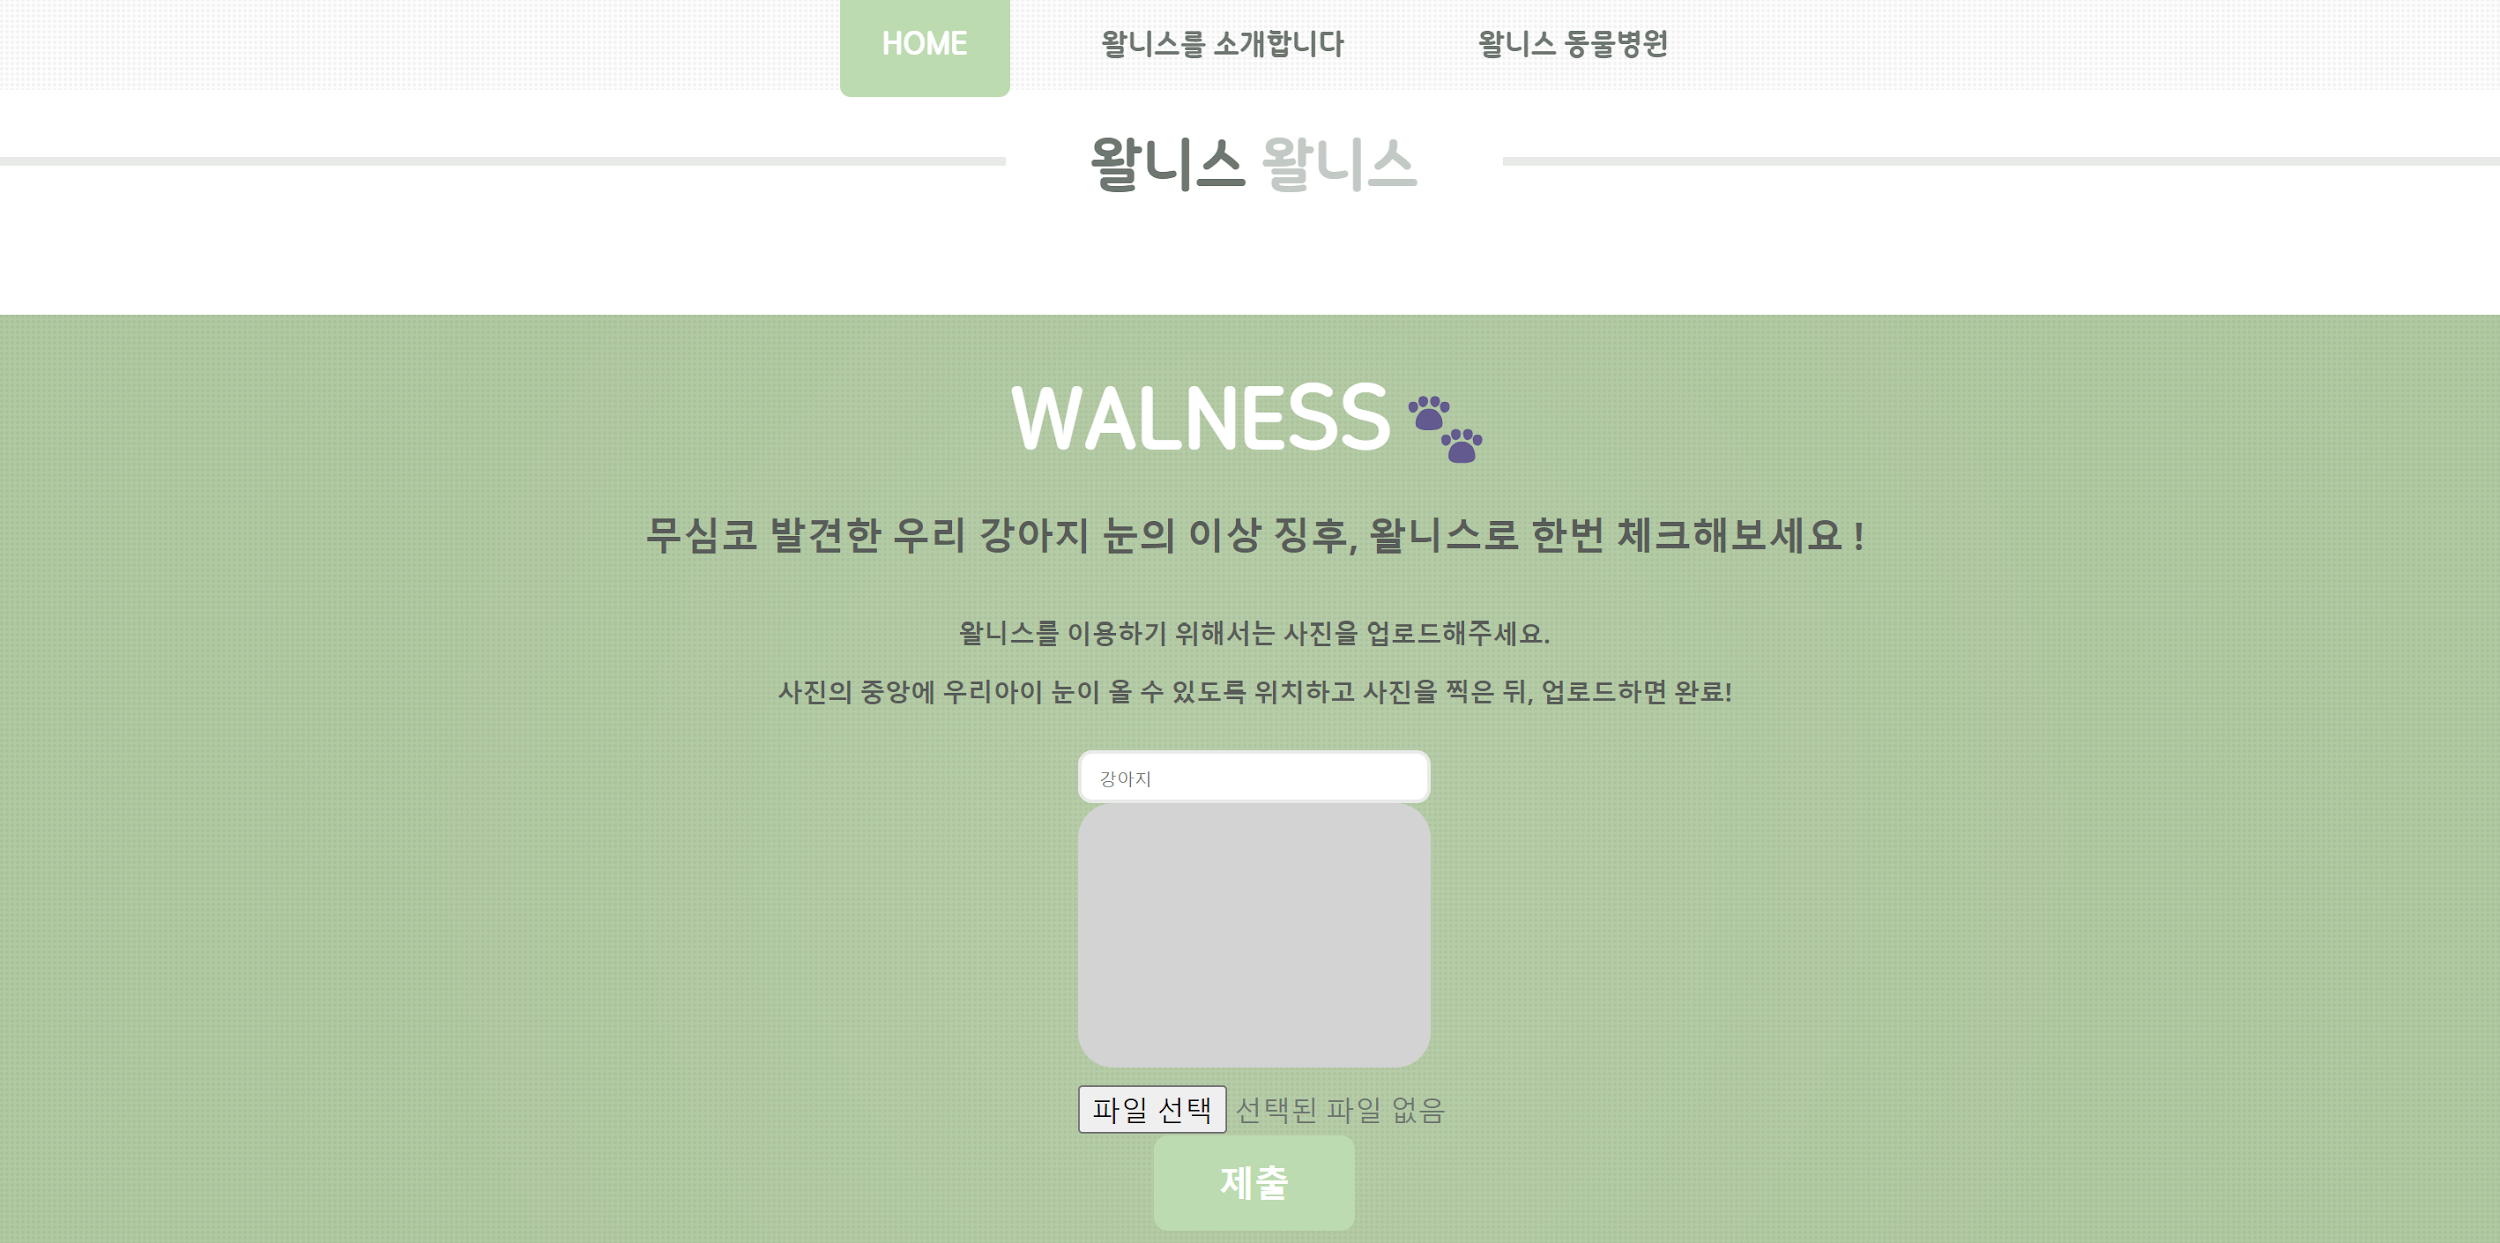 HOME 왈니스를 소개합니다 왈니스 동물병원
왈니스 왈니스
WALNESS
무심코 발견한 우리 강아지 눈의 이상 징후, 왈니스로 한번 체크해보세요 !
왈니스를 이용하기 위해서는 사진을 업로드해주세요.
사진의 중앙에 우리아이 눈이 올 수 있도록 위치하고 사진을 찍은 뒤, 업로드하면 완료!
강아지
파일 선택 선택된 파일 없음
제출